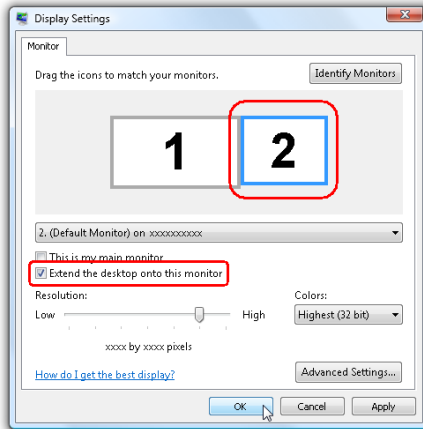 Display Settings
Monitor
Drag the icons to match your monitors.
Identify Monitors
1
2
2. (Default Monitor) on xxxxxxxxxx
This is my main monitor
Extend the desktop onto this monitor
Resolution:
Colors:
Low
High
Highest (32 bit)
xxxx by xxxx pixels
How do I get the best display?
Advanced Settings...
OK
Cancel
Apply